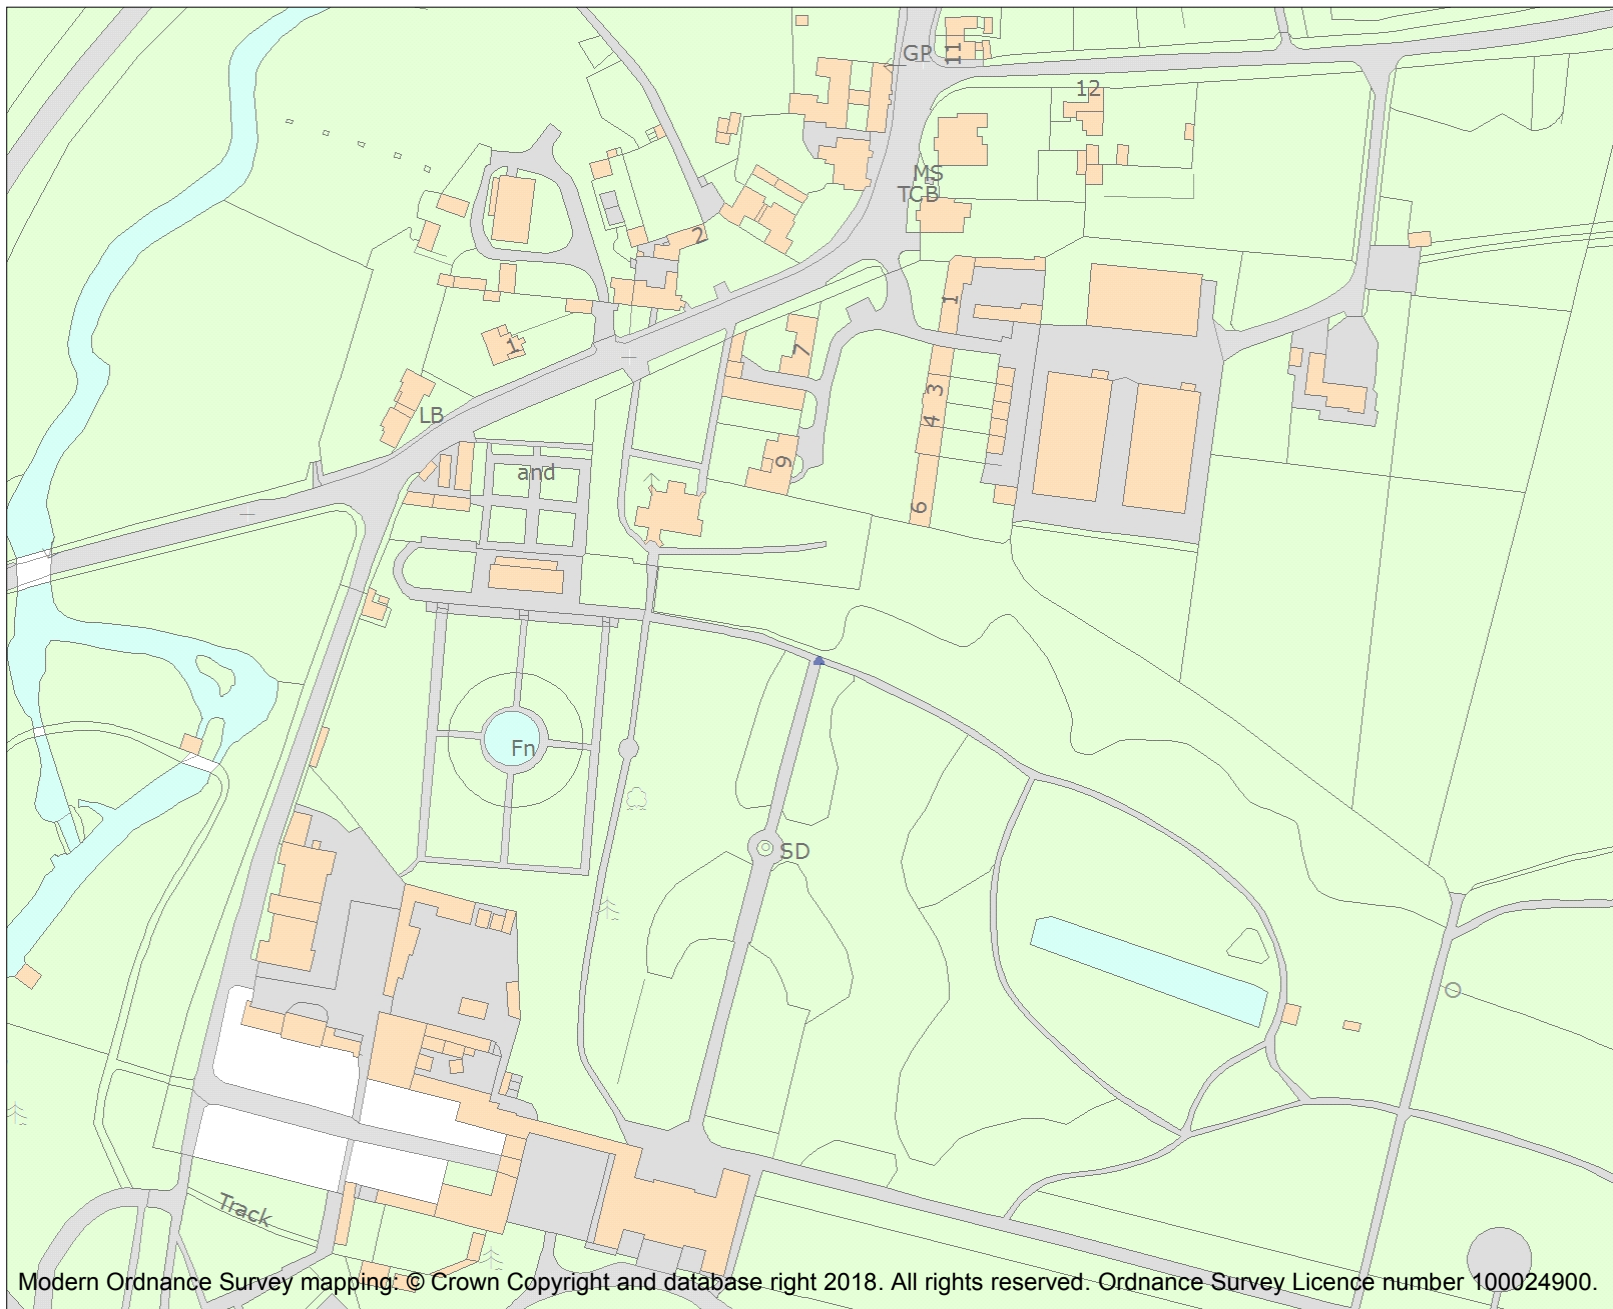 GP
11
12
MS
TCB
2
1
1
7
3
LB
4
and
9
6
Fn
SD
Track
Modern Ordnance Survey mapping: © Crown Copyright and database right 2018. All rights reserved. Ordnance Survey Licence number 100024900.